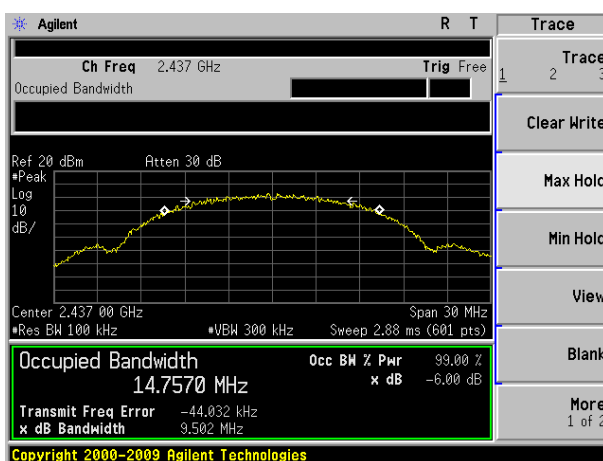 Agilent R T Trace
Ch Freq 2.437 GHz Trig Free
Occupied Bandwidth
Trace
1 2 3
Clear Write
Max Hold
Min Hold
View
Blank
More
1 of 2
Ref 20 dBm Atten 30 dB
#Peak
Log
10
dB/
Center 2.437 00 GHz Span 30 MHz
#Res BW 100 kHz #VBW 300 kHz Sweep 2.88 ms (601 pts)
Occupied Bandwidth Occ BW % Pwr 99.00 %
14.7570 MHz x dB -6.00 dB
Transmit Freq Error -44.032 kHz
x dB Bandwidth 9.502 MHz
Copyright 2000-2009 Agilent Technologies